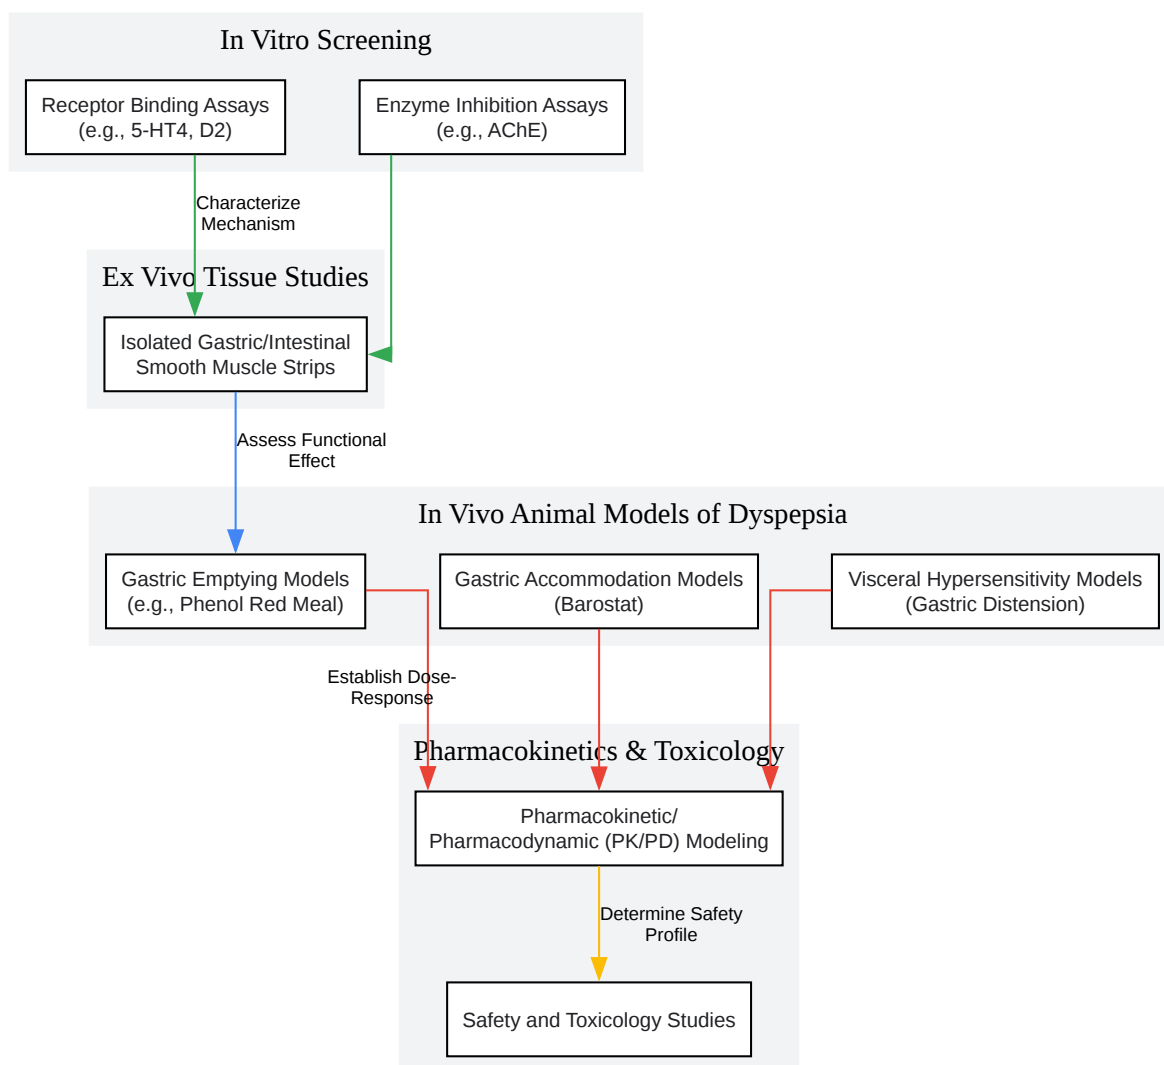 In Vitro Screening
Receptor Binding Assays
(e.g., 5-HT4, D2)
Enzyme Inhibition Assays
(e.g., AChE)
Characterize
Mechanism
Ex Vivo Tissue Studies
Isolated Gastric/Intestinal
Smooth Muscle Strips
Assess Functional
Effect
In Vivo Animal Models of Dyspepsia
Gastric Emptying Models
(e.g., Phenol Red Meal)
Gastric Accommodation Models
(Barostat)
Visceral Hypersensitivity Models
(Gastric Distension)
Establish Dose-
Response
Pharmacokinetics & Toxicology
Pharmacokinetic/
Pharmacodynamic (PK/PD) Modeling
Determine Safety
Profile
Safety and Toxicology Studies